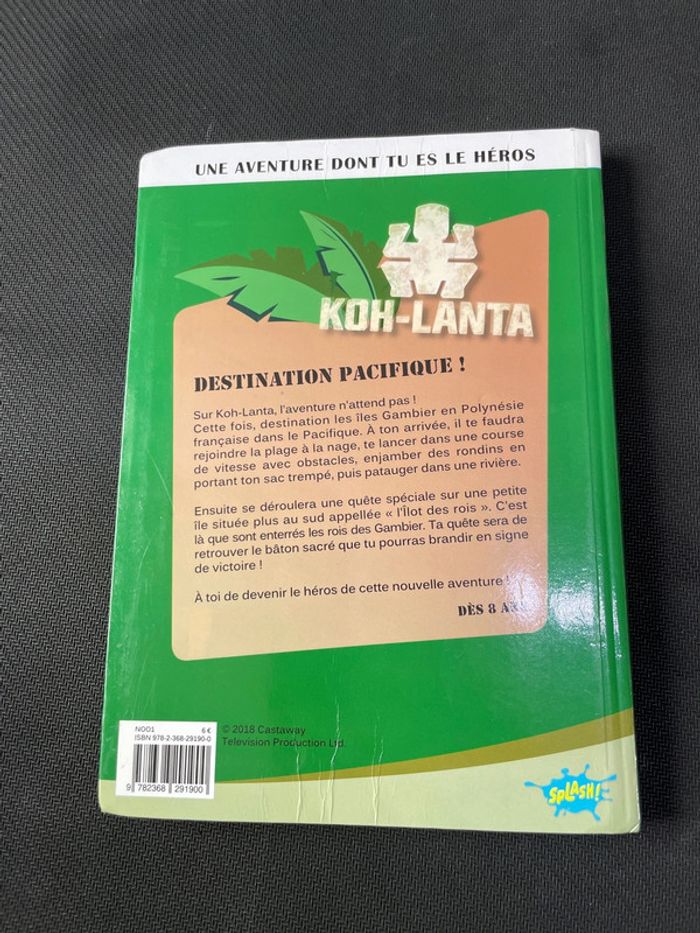 UNE AVENTURE DONT TU ES LE HÉROS
KOH-LANTA
DESTINATION PACIFIQUE !
Sur Koh-Lanta, l'aventure n'attend pas !
Cette fois, destination les îles Gambier en Polynésie
française dans le Pacifique. À ton arrivée, il te faudra
rejoindre la plage à la nage, te lancer dans une course
de vitesse avec obstacles, enjamber des rondins en
portant ton sac trempé, puis patauger dans une rivière.
Ensuite se déroulera une quête spéciale sur une petite
île située plus au sud appellée « l'Îlot des rois ». C'est
là que sont enterrés les rois des Gambier. Ta quête sera de
retrouver le bâton sacré que tu pourras brandir en signe
de victoire !
À toi de devenir le héros de cette nouvelle aventure !
DÈS 8 ANS
NOO1 6 €
ISBN 978-2-368-29190-0
9 782368 291900
© 2018 Castaway
Television Production Ltd.
SPLASH!